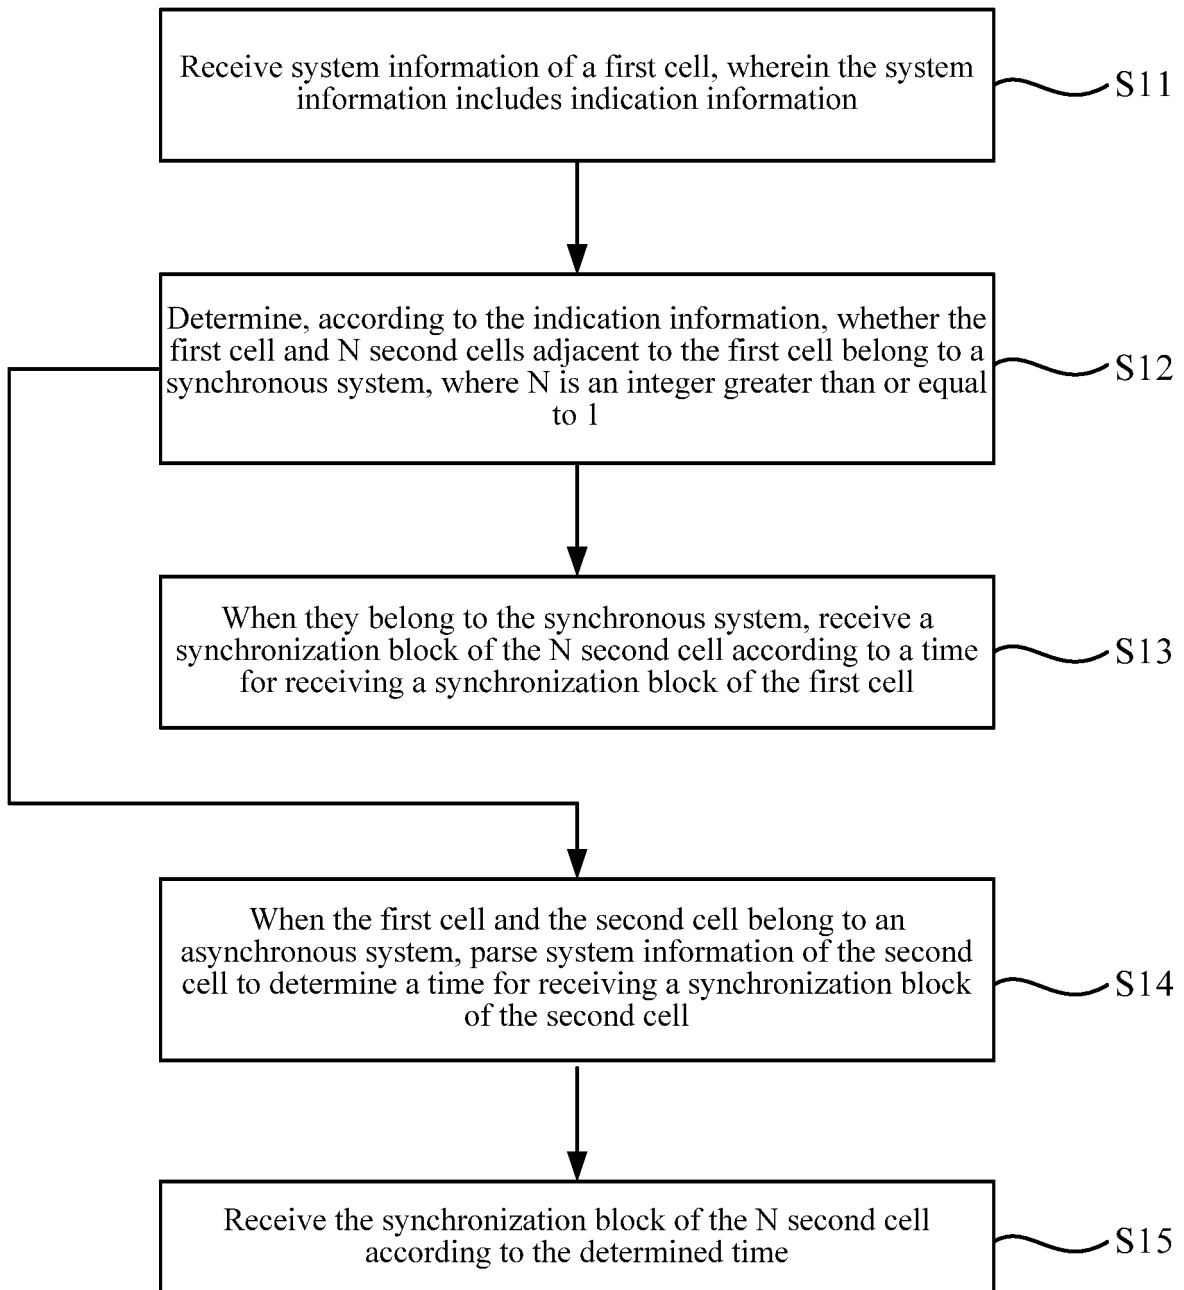 Receive system information of a first cell, wherein the system
information includes indication information
S11
Determine, according to the indication information, whether the
first cell and N second cells adjacent to the first cell belong to a
synchronous system, where N is an integer greater than or equal
to 1
S12
When they belong to the synchronous system, receive a
synchronization block of the N second cell according to a time
for receiving a synchronization block of the first cell
S13
When the first cell and the second cell belong to an
asynchronous system, parse system information of the second
cell to determine a time for receiving a synchronization block
of the second cell
S14
Receive the synchronization block of the N second cell
according to the determined time
S15